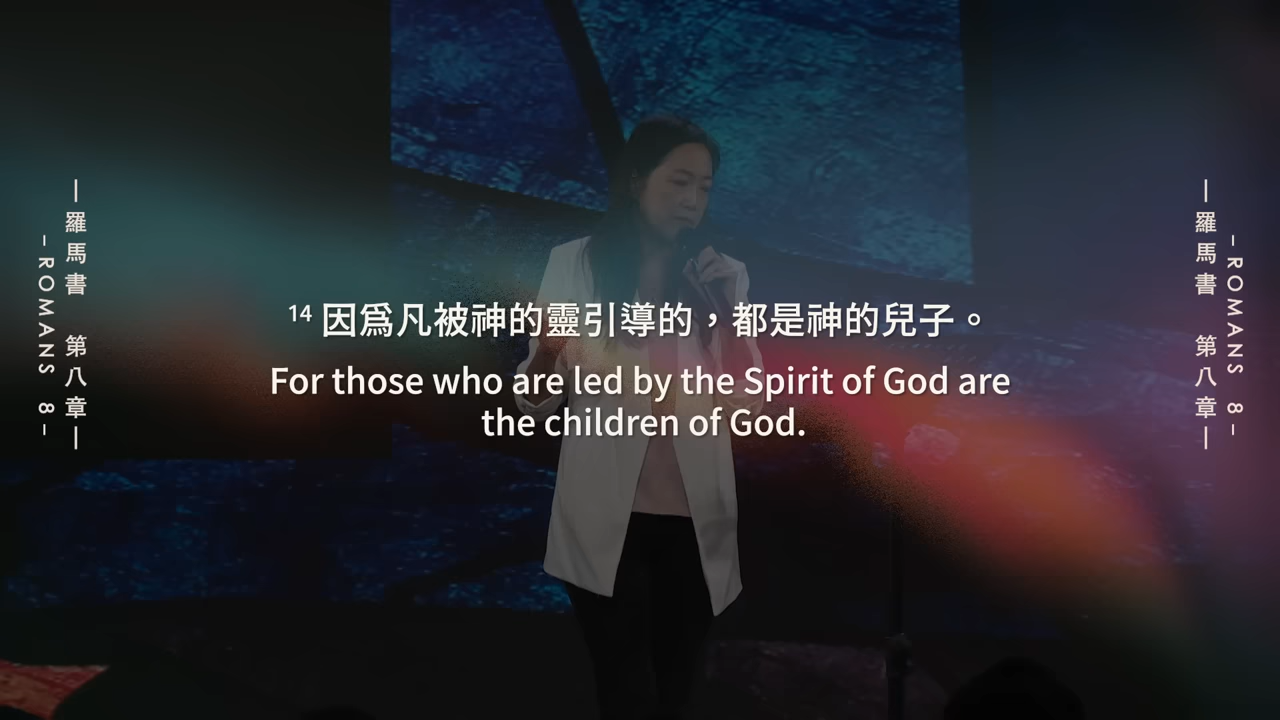 —羅馬書 第八章—
–ROMANS 8–
14 因爲凡被神的靈引導的，都是神的兒子。
For those who are led by the Spirit of God are
the children of God.
—羅馬書 第八章—
–ROMANS 8–